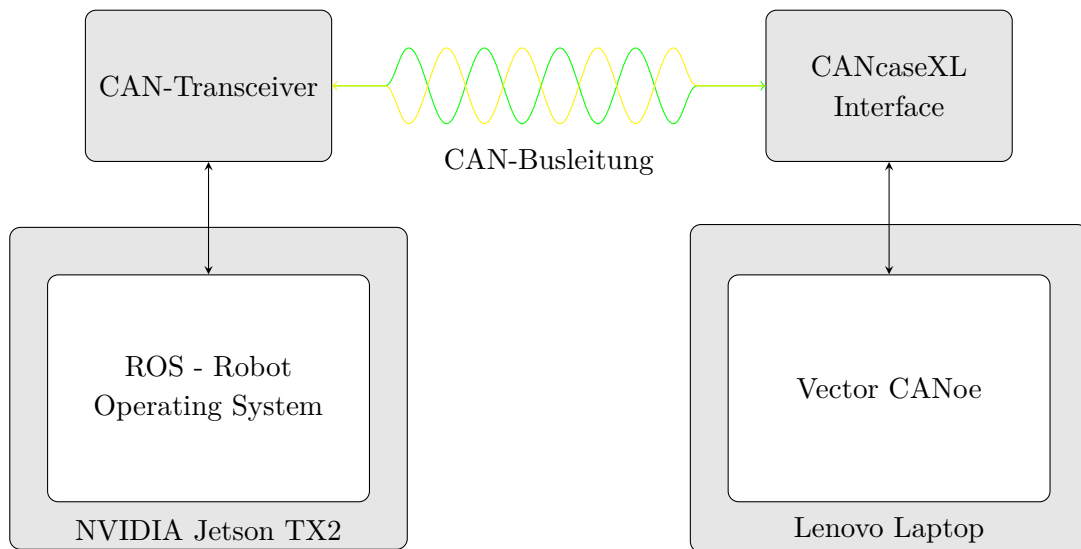 CAN-Transceiver
CANcaseXL
Interface
CAN-Busleitung
ROS - Robot
Operating System
Vector CANoe
NVIDIA Jetson TX2
Lenovo Laptop